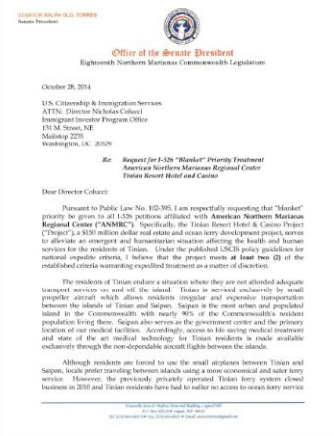 SENATOR RALPH DLG. TORRES
Senate President
Office of the Senate President
Eighteenth Northern Marianas Commonwealth Legislature
October 28, 2014
U.S. Citizenship & Immigration Services
ATTN: Director Nicholas Colucci
Immigrant Investor Program Office
131 M. Street, NE
Mailstop 2235
Washington, DC 20529
Re: Request for I-526 "Blanket" Priority Treatment
American Northern Marianas Regional Center
Tinian Resort Hotel and Casino
Dear Director Colucci:
Pursuant to Public Law No. 102-395, I am respectfully requesting that "blanket"
priority be given to all I-526 petitions affiliated with American Northern Marianas
Regional Center ("ANMRC"). Specifically, the Tinian Resort Hotel & Casino Project
("Project"), a $150 million dollar real estate and ocean ferry development project, serves
to alleviate an emergent and humanitarian situation affecting the health and human
services for the residents of Tinian. Under the published USCIS policy guidelines for
national expedite criteria, I believe that the project meets at least two (2) of the
established criteria warranting expedited treatment as a matter of discretion.
The residents of Tinian endure a situation where they are not afforded adequate
transport services on and off the island. Tinian is serviced exclusively by small
propeller aircraft which allows residents irregular and expensive transportation
between the islands of Tinian and Saipan. Saipan is the most urban and populated
island in the Commonwealth with nearly 90% of the Commonwealth's resident
population living there. Saipan also serves as the government center and the primary
location of our medical facilities. Accordingly, access to life saving medical treatment
and state of the art medical technology for Tinian residents is made available
exclusively through the non-dependable aircraft flights between the islands.
Although residents are forced to use the small airplanes between Tinian and
Saipan, locals prefer traveling between islands using a more economical and safer ferry
service. However, the previously privately operated Tinian ferry system closed
business in 2010 and Tinian residents have had to suffer no access to ocean ferry service